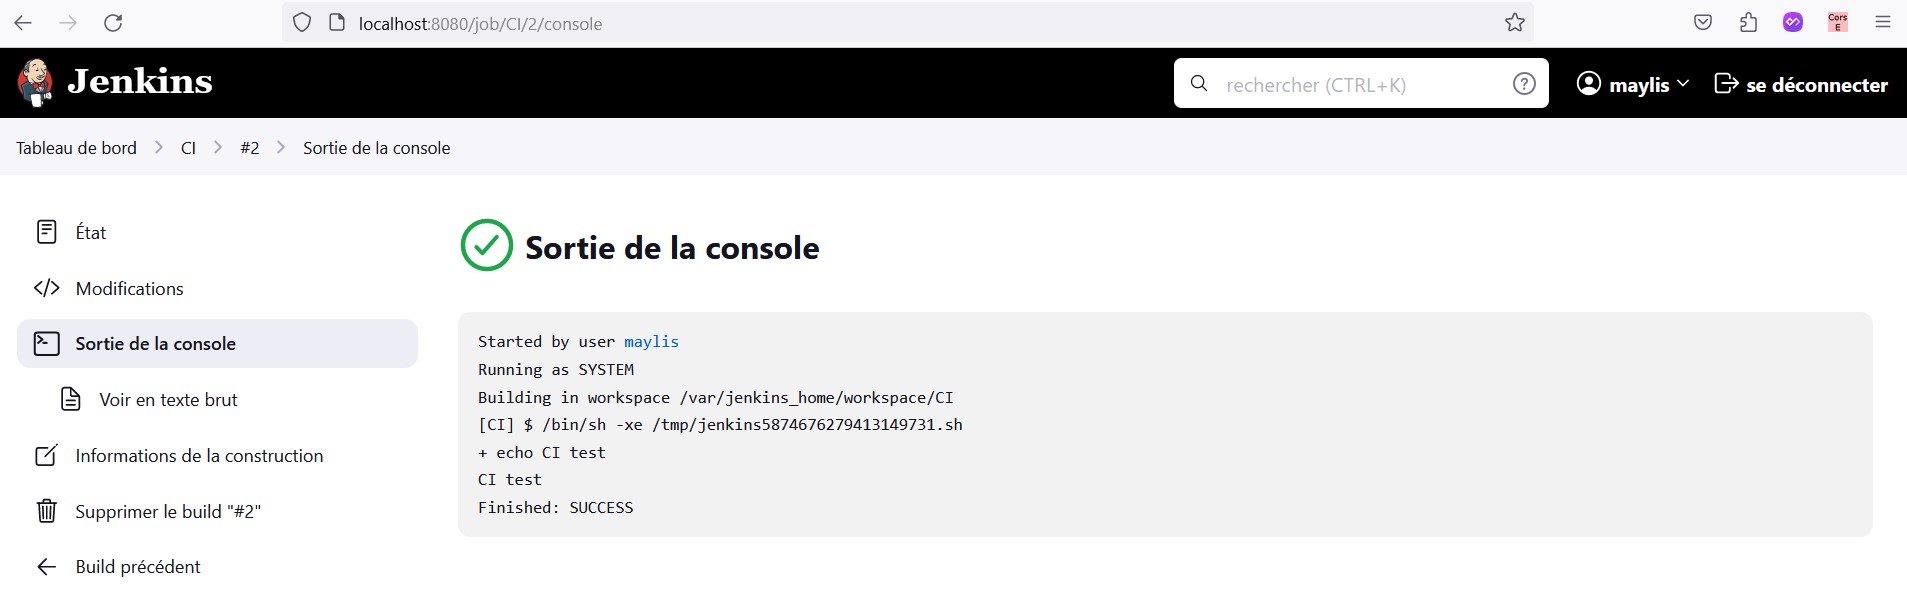 localhost:8080/job/CI/2/console
Cors
E
Jenkins
rechercher (CTRL+K)
?
maylis
se déconnecter
Tableau de bord > CI > #2 > Sortie de la console
État
Modifications
Sortie de la console
Voir en texte brut
Informations de la construction
Supprimer le build "#2"
Build précédent
Sortie de la console
Started by user maylis
Running as SYSTEM
Building in workspace /var/jenkins_home/workspace/CI
[CI] $ /bin/sh -xe /tmp/jenkins5874676279413149731.sh
+ echo CI test
CI test
Finished: SUCCESS